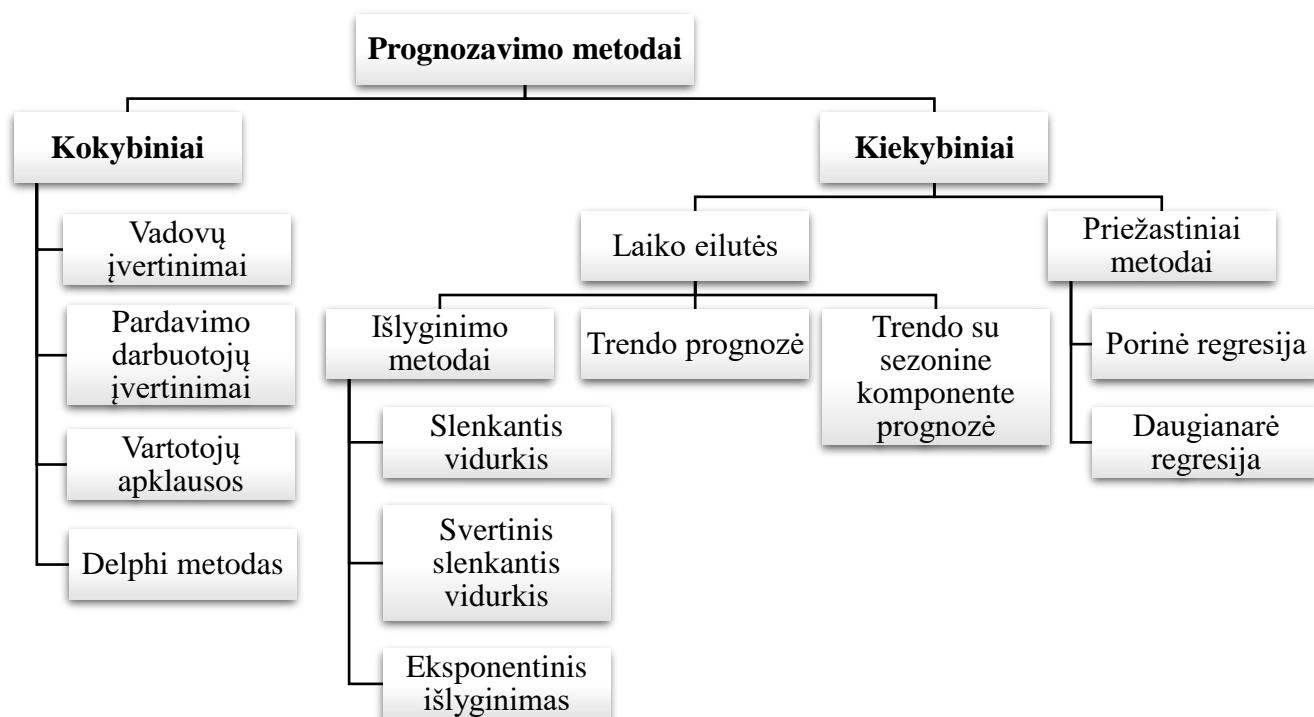 Prognozavimo metodai
Kokybiniai
Vadovų
įvertinimai
Pardavimo
darbuotojų
įvertinimai
Vartotojų
apklausos
Delphi metodas
Kiekybiniai
Laiko eilutės
Išlyginimo
metodai
Slenkantis
vidurkis
Svertinis
slenkantis
vidurkis
Eksponentinis
išlyginimas
Trendo prognozė
Trendo su
sezonine
komponente
prognozė
Priežastiniai
metodai
Porinė regresija
Daugianarė
regresija